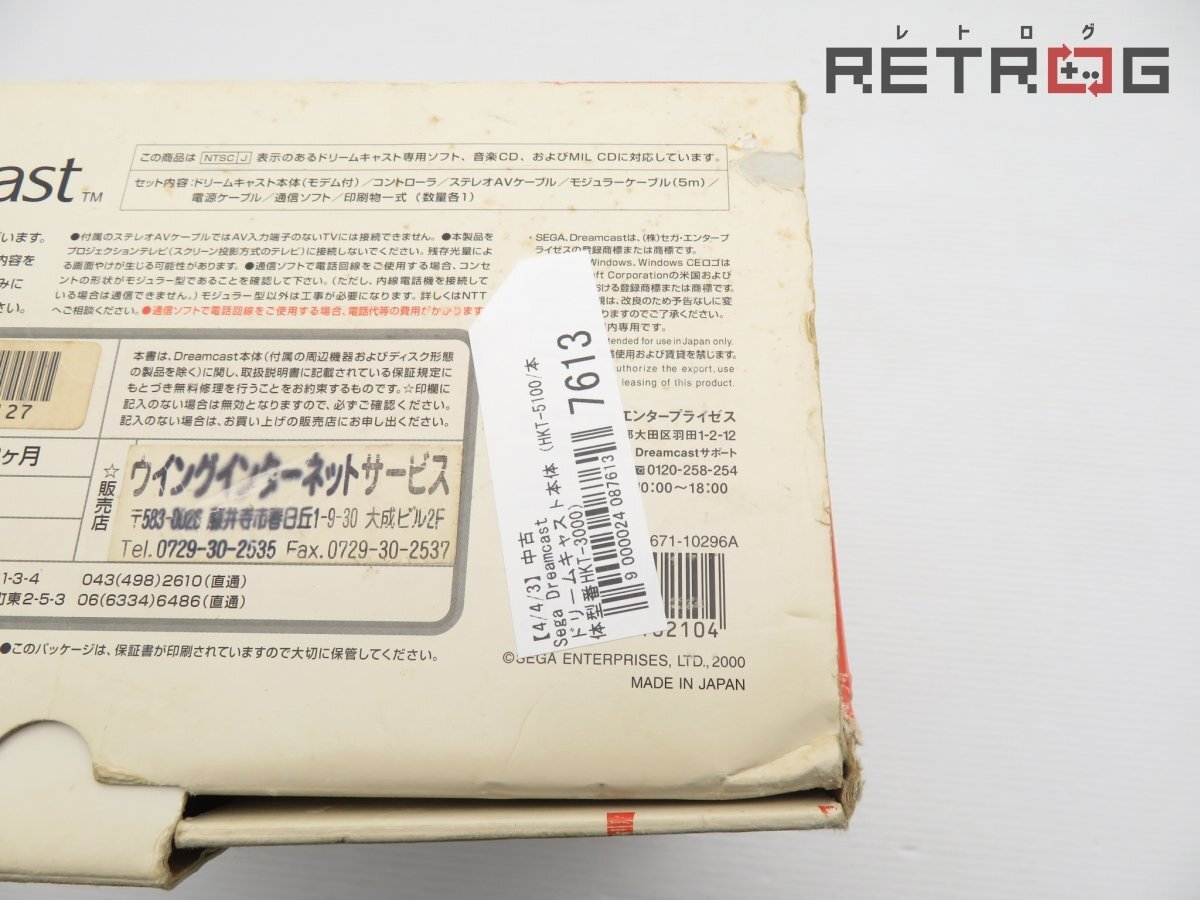 レトログ
RETROG
ast™
この商品は NTSC J 表示のあるドリームキャスト専用ソフト、音楽CD、およびMIL CDに対応しています。
セット内容：ドリームキャスト本体（モデム付）／コントローラ／ステレオAVケーブル／モジュラーケーブル（5m）／
電源ケーブル／通信ソフト／印刷物一式（数量各1）
います。
内容を
みに
さい。
●付属のステレオAVケーブルではAV入力端子のないTVには接続できません。●本製品を
プロジェクションテレビ（スクリーン投影方式のテレビ）に接続しないでください。残存光量によ
る画面やけが生じる可能性があります。●通信ソフトで電話回線をご使用する場合、コンセ
ントの形状がモジュラー型であることを確認して下さい。（ただし、内線電話機を接続して
いる場合は通信できません。）モジュラー型以外は工事が必要になります。詳しくはNTT
へご相談ください。●通信ソフトで電話回線をご使用する場合、電話代等の費用がかかります
・SEGA、Dreamcastは、（株）セガ・エンタープ
ライゼスの登録商標または商標です。
Windows、Windows CEロゴは
ft Corporationの米国および
おける登録商標または商標です。
観は、改良のため予告なしに変
りますのでご了承ください。
内専用です。
ended for use in Japan only.
業使用および賃貸を禁じます。
authorize the export, use
leasing of this product.
エンタープライゼス
都大田区羽田1-2-12
Dreamcastサポート
☎0120-258-254
10:00〜18:00
671-10296A
02104
127
本書は、Dreamcast本体（付属の周辺機器およびディスク形態
の製品を除く）に関し、取扱説明書に記載されている保証規定に
もとづき無料修理を行うことをお約束するものです。☆印欄に
記入のない場合は無効となりますので、必ずご確認ください。
記入のない場合は、お買い上げの販売店にお申し出ください。
ヶ月
☆販売店
ウイングインターネットサービス
〒583-0026 藤井寺市春日丘1-9-30 大成ビル2F
Tel.0729-30-2535 Fax.0729-30-2537
1-3-4 043(498)2610（直通）
町東2-5-3 06(6334)6486（直通）
●このパッケージは、保証書が印刷されていますので大切に保管してください。
【4/4/3】中古
Sega Dreamcast
ドリームキャスト本体（HKT-5100/本
体型番HKT-3000）
9 000024 087613
7613
©SEGA ENTERPRISES, LTD., 2000
MADE IN JAPAN